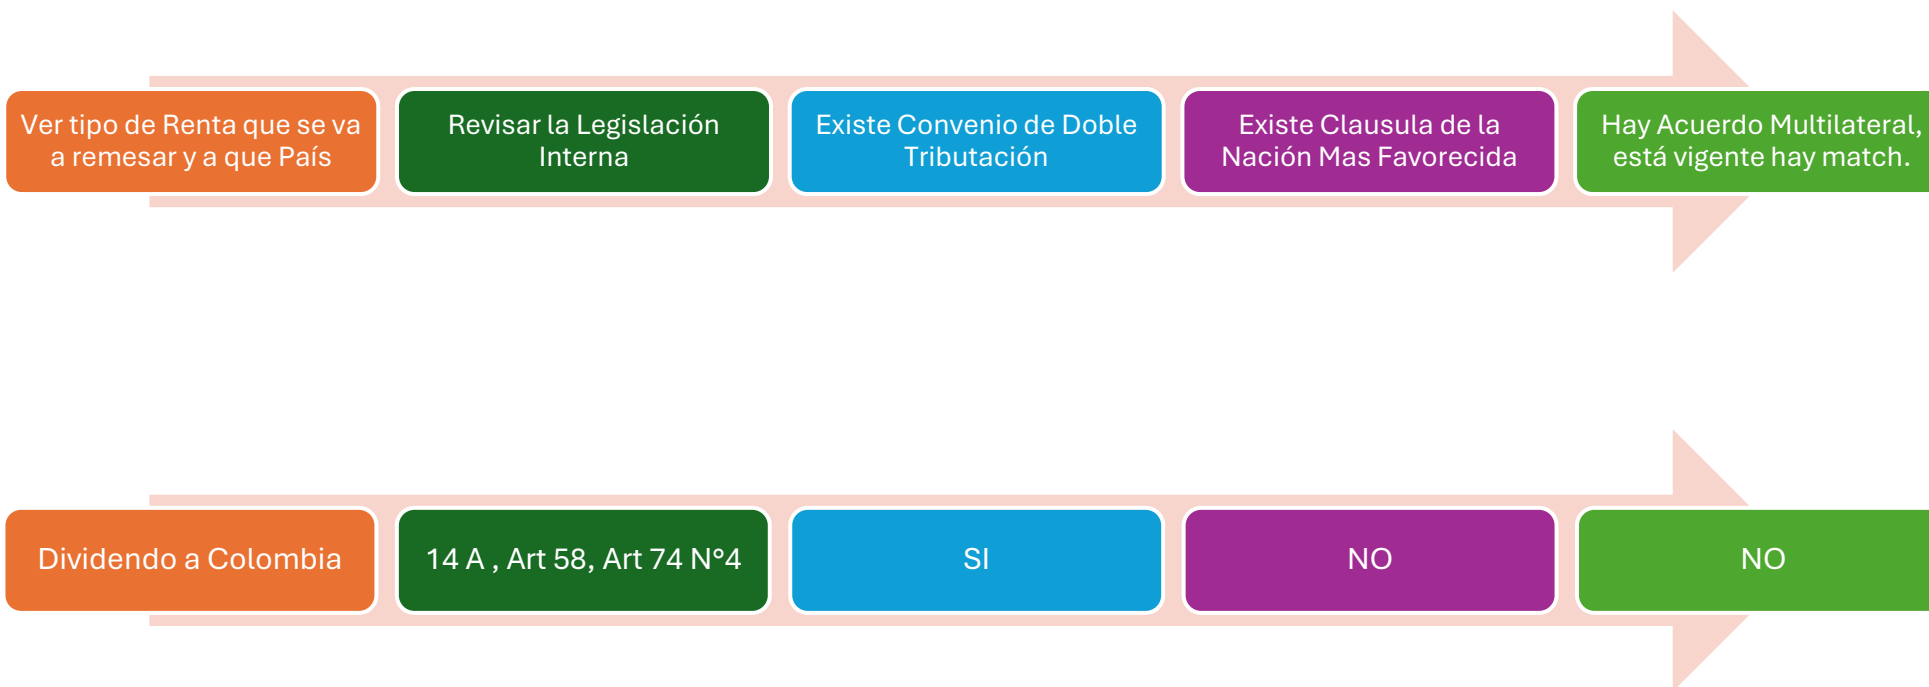 Ver tipo de Renta que se va
a remesar y a que País
Revisar la Legislación
Interna
Existe Convenio de Doble
Tributación
Existe Clausula de la
Nación Mas Favorecida
Hay Acuerdo Multilateral,
está vigente hay match.
Dividendo a Colombia
14 A , Art 58, Art 74 N°4
SI
NO
NO